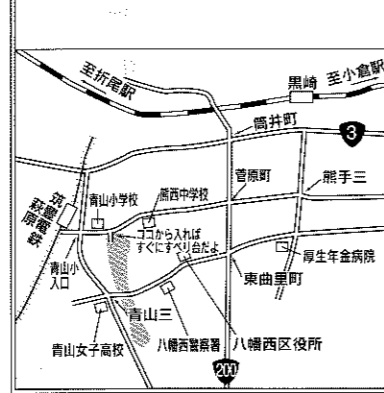 至折尾駅
黒崎
至小倉駅
筒井町
3
熊手三
菅原町
熊西中学校
青山小学校
筑豊電鉄
萩原
ココから入れば
すぐにすべり台だよ
青山小
入口
厚生年金病院
東曲里町
青山三
八幡西警察署
八幡西区役所
青山女子高校
200